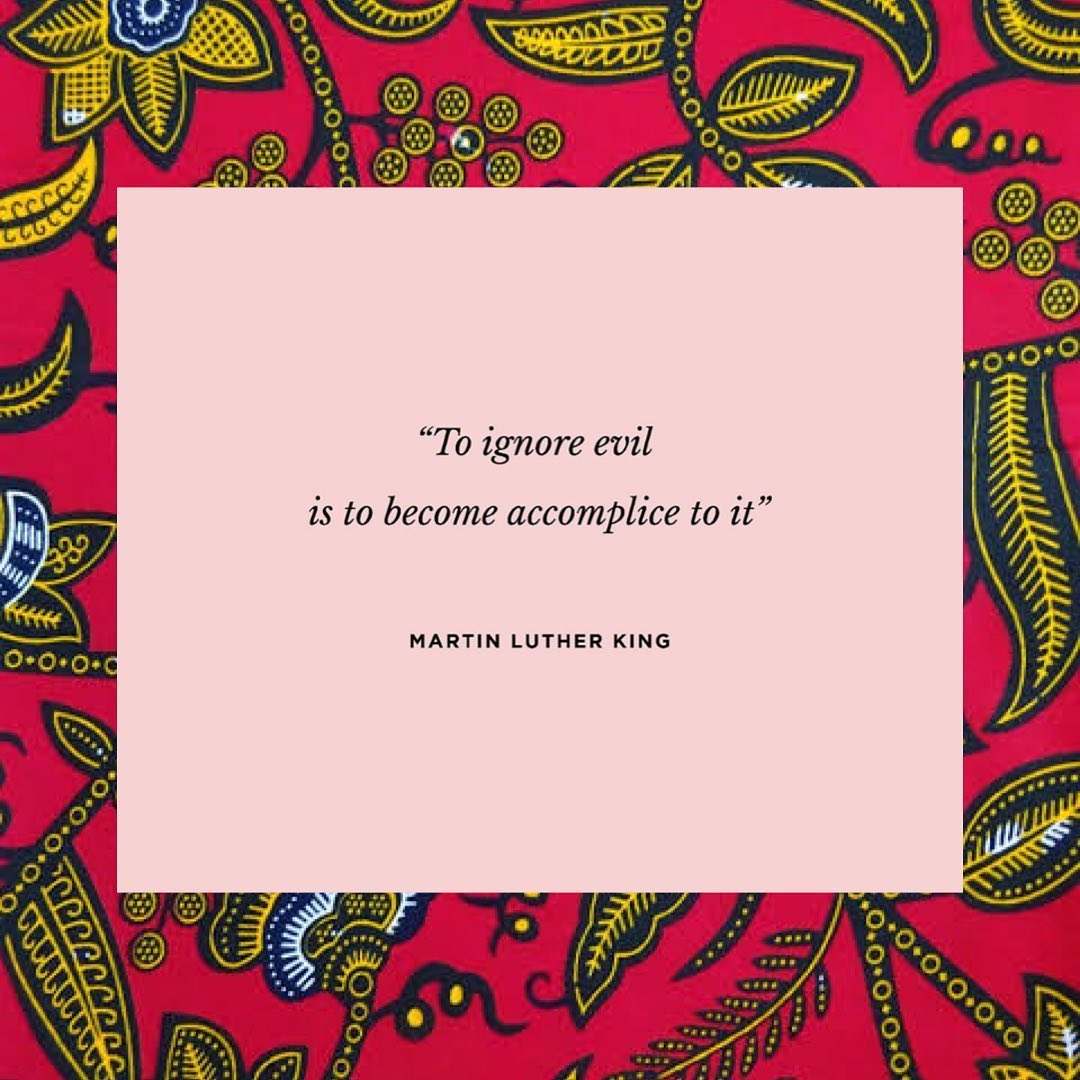 “To ignore evil
is to become accomplice to it”
MARTIN LUTHER KING